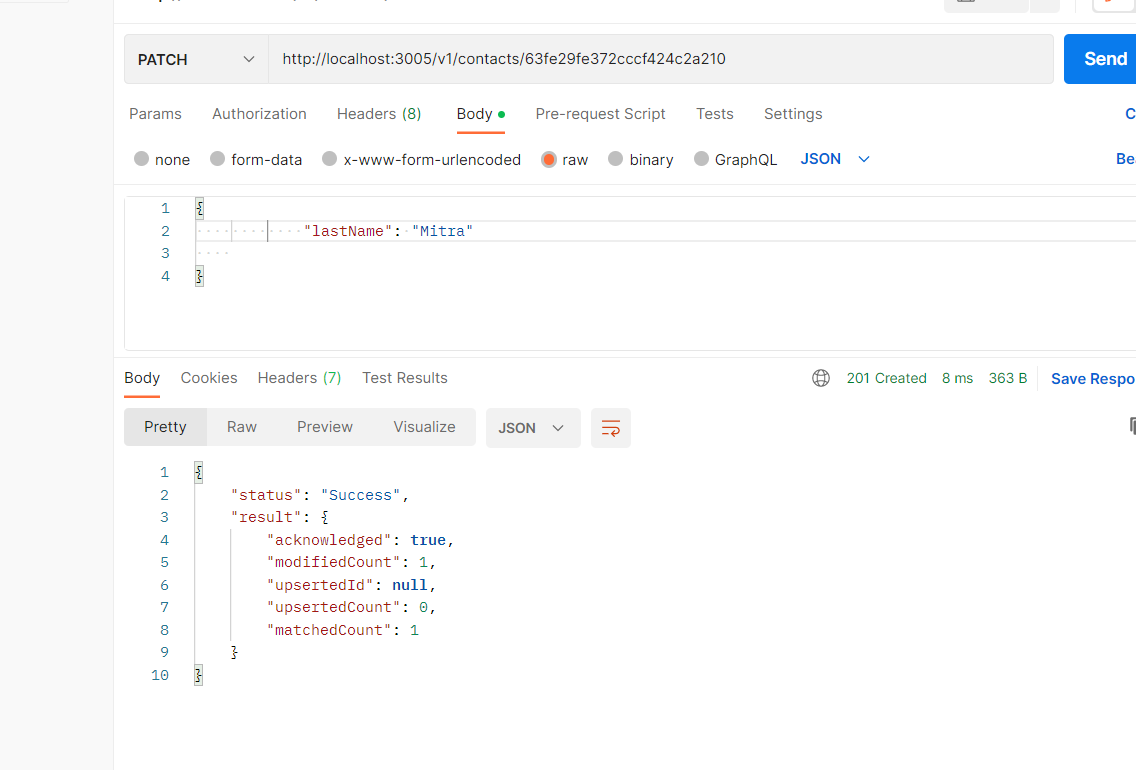 PATCH http://localhost:3005/v1/contacts/63fe29fe372cccf424c2a210 Send
Params Authorization Headers (8) Body Pre-request Script Tests Settings
none form-data x-www-form-urlencoded raw binary GraphQL JSON
1 {
2 "lastName": "Mitra"
3
4 }
Body Cookies Headers (7) Test Results 201 Created 8 ms 363 B Save Respo
Pretty Raw Preview Visualize JSON
1 {
2 "status": "Success",
3 "result": {
4 "acknowledged": true,
5 "modifiedCount": 1,
6 "upsertedId": null,
7 "upsertedCount": 0,
8 "matchedCount": 1
9 }
10 }